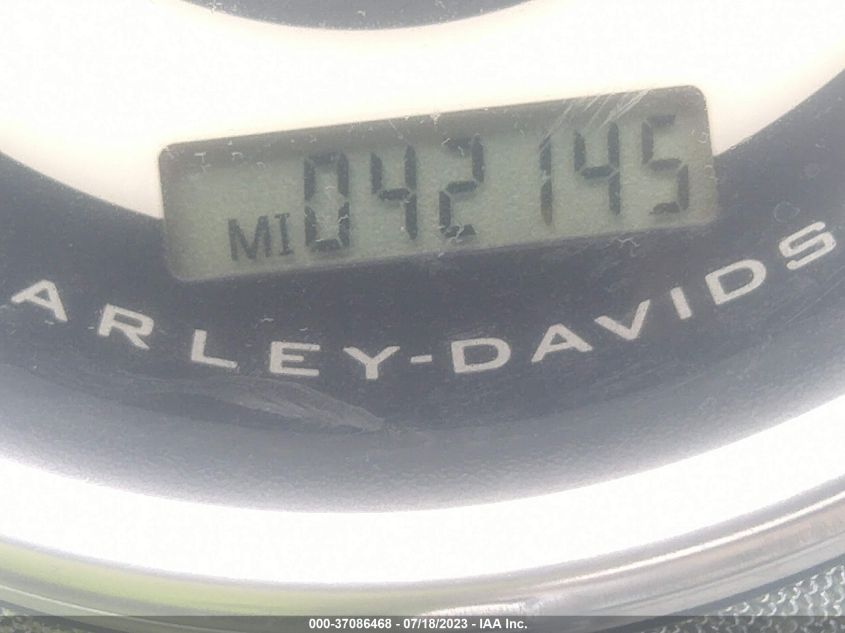 MI 042145
ARLEY-DAVIDS
000-37086468 - 07/18/2023 - IAA Inc.